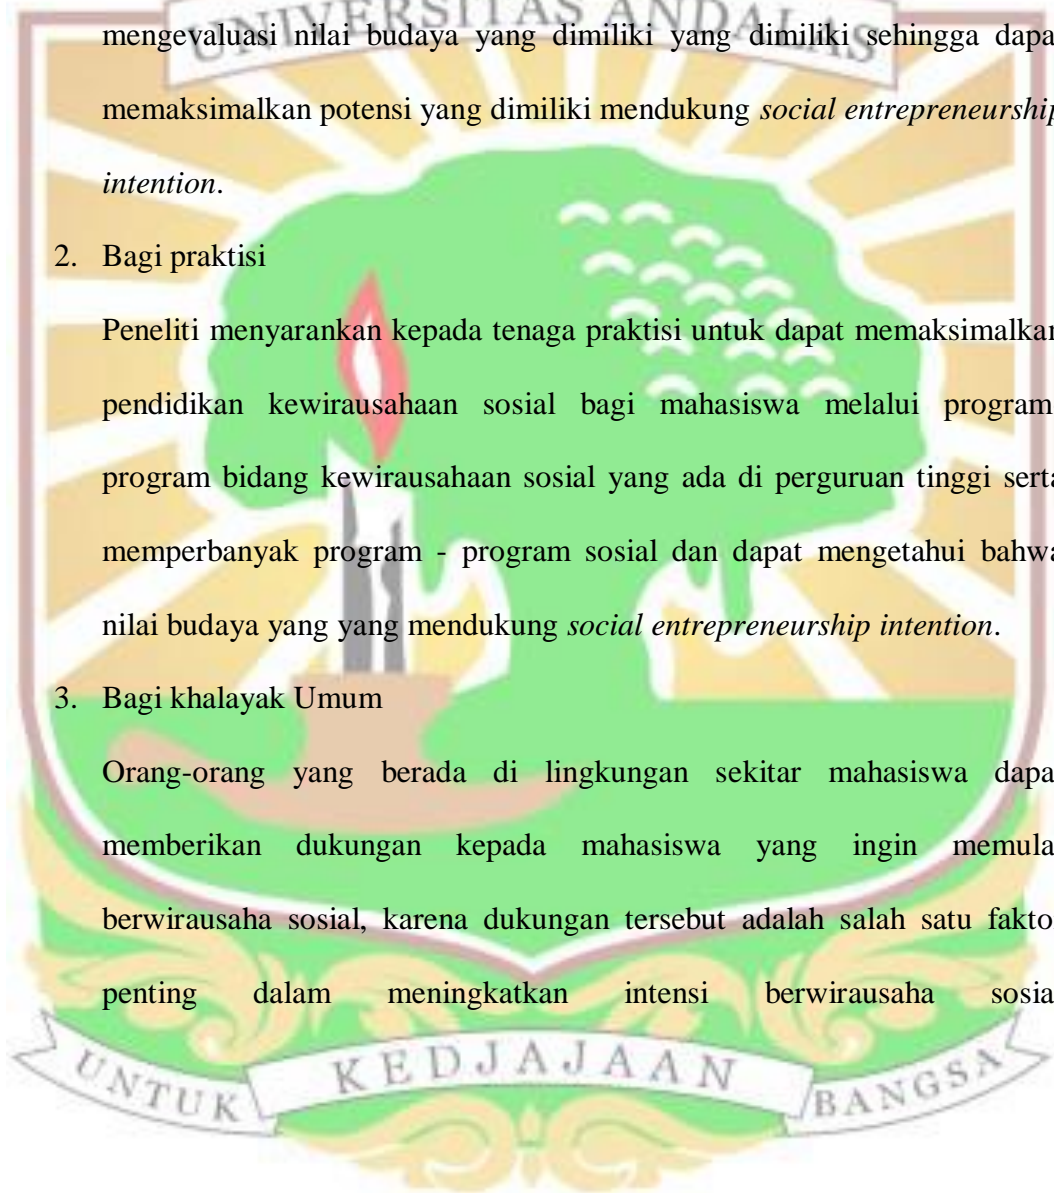 UNIVERSITAS ANDALAS
mengevaluasi nilai budaya yang dimiliki yang dimiliki sehingga dapa
memaksimalkan potensi yang dimiliki mendukung social entrepreneurship
intention.
2. Bagi praktisi
Peneliti menyarankan kepada tenaga praktisi untuk dapat memaksimalkan
pendidikan kewirausahaan sosial bagi mahasiswa melalui program
program bidang kewirausahaan sosial yang ada di perguruan tinggi serta
memperbanyak program - program sosial dan dapat mengetahui bahwa
nilai budaya yang yang mendukung social entrepreneurship intention.
3. Bagi khalayak Umum
Orang-orang yang berada di lingkungan sekitar mahasiswa dapa
memberikan dukungan kepada mahasiswa yang ingin memula
berwirausaha sosial, karena dukungan tersebut adalah salah satu fakto
penting dalam meningkatkan intensi berwirausaha sosia
UNTUK KEDJAJAAN BANGSA